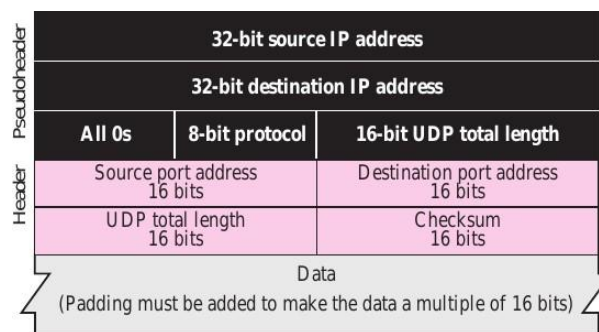 Pseudoheader
32-bit source IP address
32-bit destination IP address
All 0s 8-bit protocol 16-bit UDP total length
Header
Source port address Destination port address
16 bits 16 bits
UDP total length Checksum
16 bits 16 bits
Data
(Padding must be added to make the data a multiple of 16 bits)